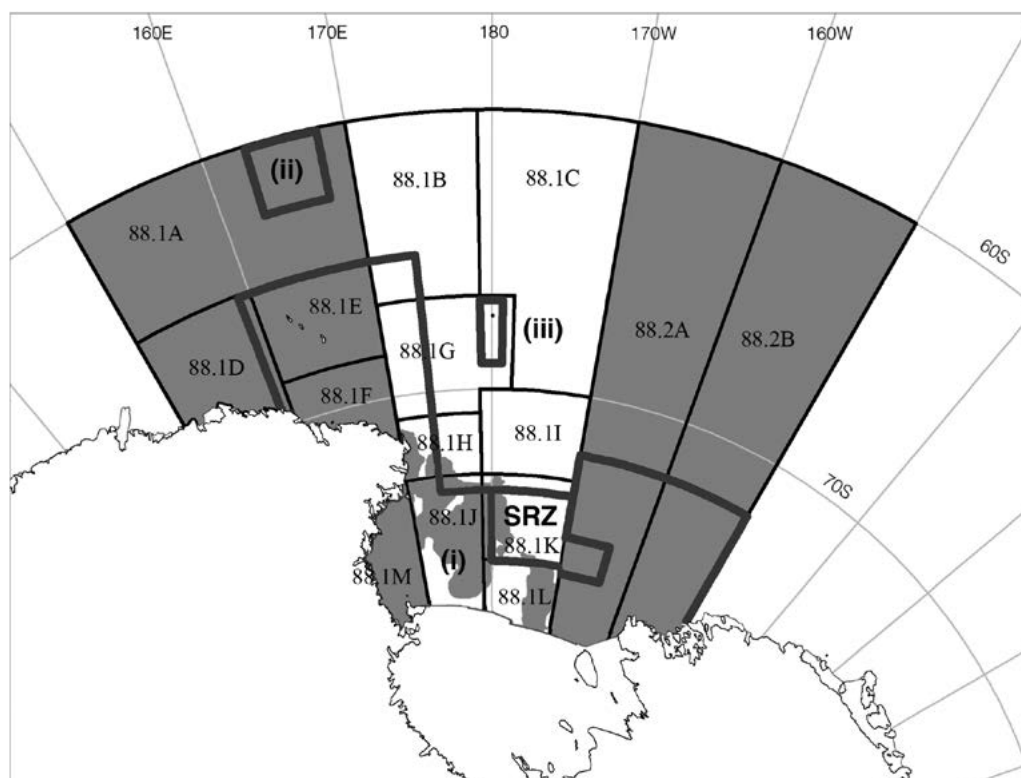 160E 170E 180 170W 160W
(ii)
88.1B 88.1C
88.1A
60S
88.1E
(iii)
88.2A 88.2B
88.1G
88.1D
88.1F
88.1H 88.1I
70S
SRZ
88.1J
88.1K
(i)
88.1M
88.1L